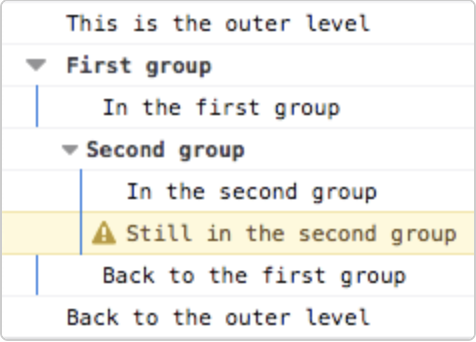 This is the outer level
First group
In the first group
Second group
In the second group
Still in the second group
Back to the first group
Back to the outer level